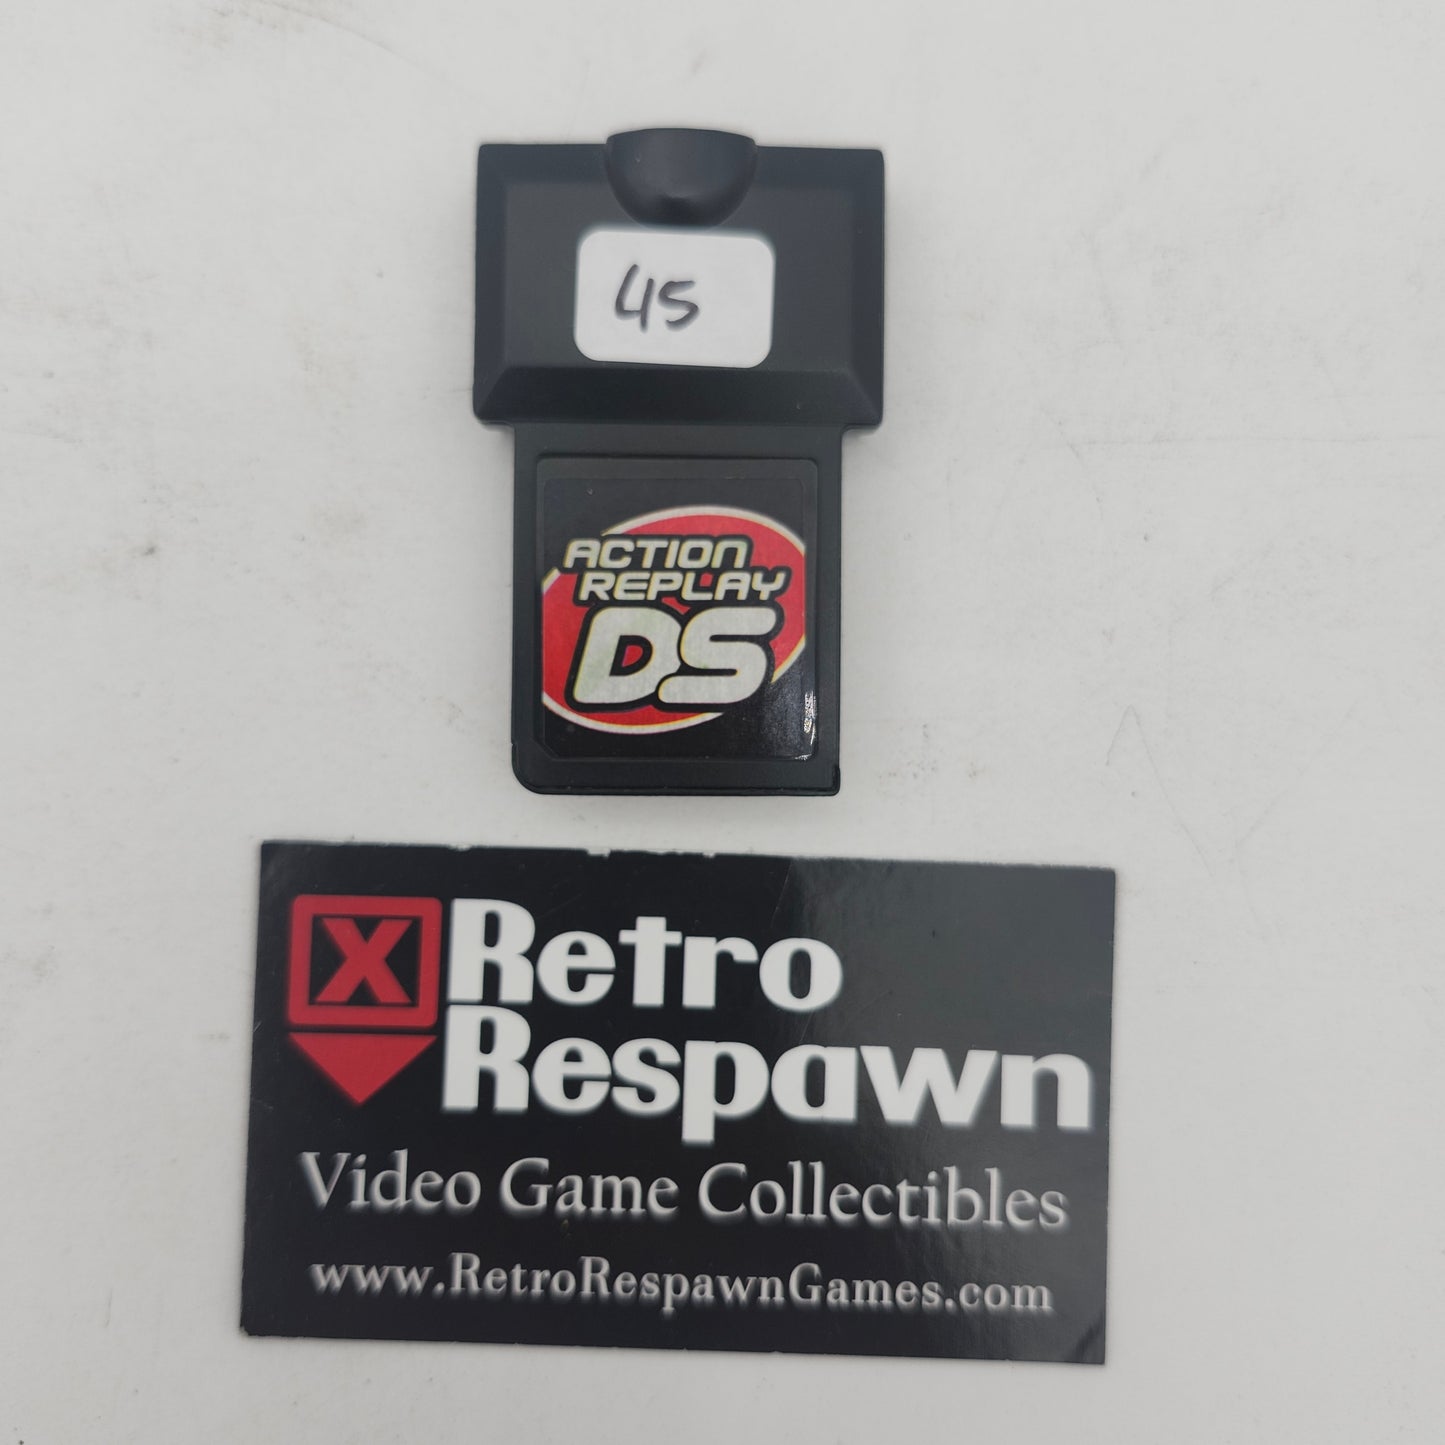 45
ACTION
REPLAY
DS
X Retro
Respawn
Video Game Collectibles
www.RetroRespawnGames.com